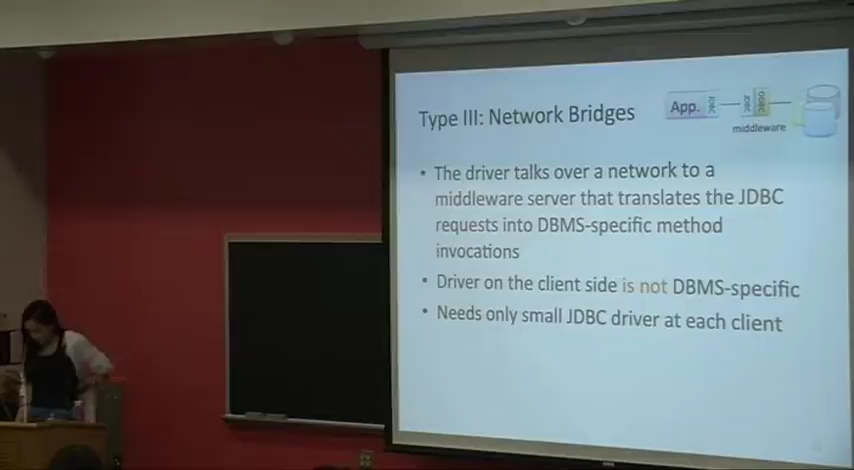 Type III: Network Bridges
App.
JDBC
JDBC
middleware
• The driver talks over a network to a
middleware server that translates the JDBC
requests into DBMS-specific method
invocations
• Driver on the client side is not DBMS-specific
• Needs only small JDBC driver at each client